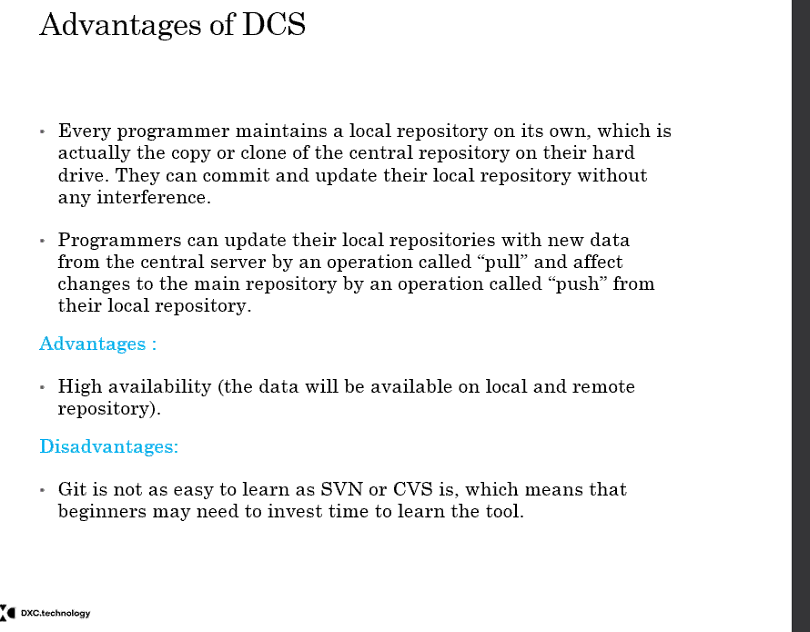 Advantages of DCS
• Every programmer maintains a local repository on its own, which is
actually the copy or clone of the central repository on their hard
drive. They can commit and update their local repository without
any interference.
• Programmers can update their local repositories with new data
from the central server by an operation called “pull” and affect
changes to the main repository by an operation called “push” from
their local repository.
Advantages :
• High availability (the data will be available on local and remote
repository).
Disadvantages:
• Git is not as easy to learn as SVN or CVS is, which means that
beginners may need to invest time to learn the tool.
DXC.technology